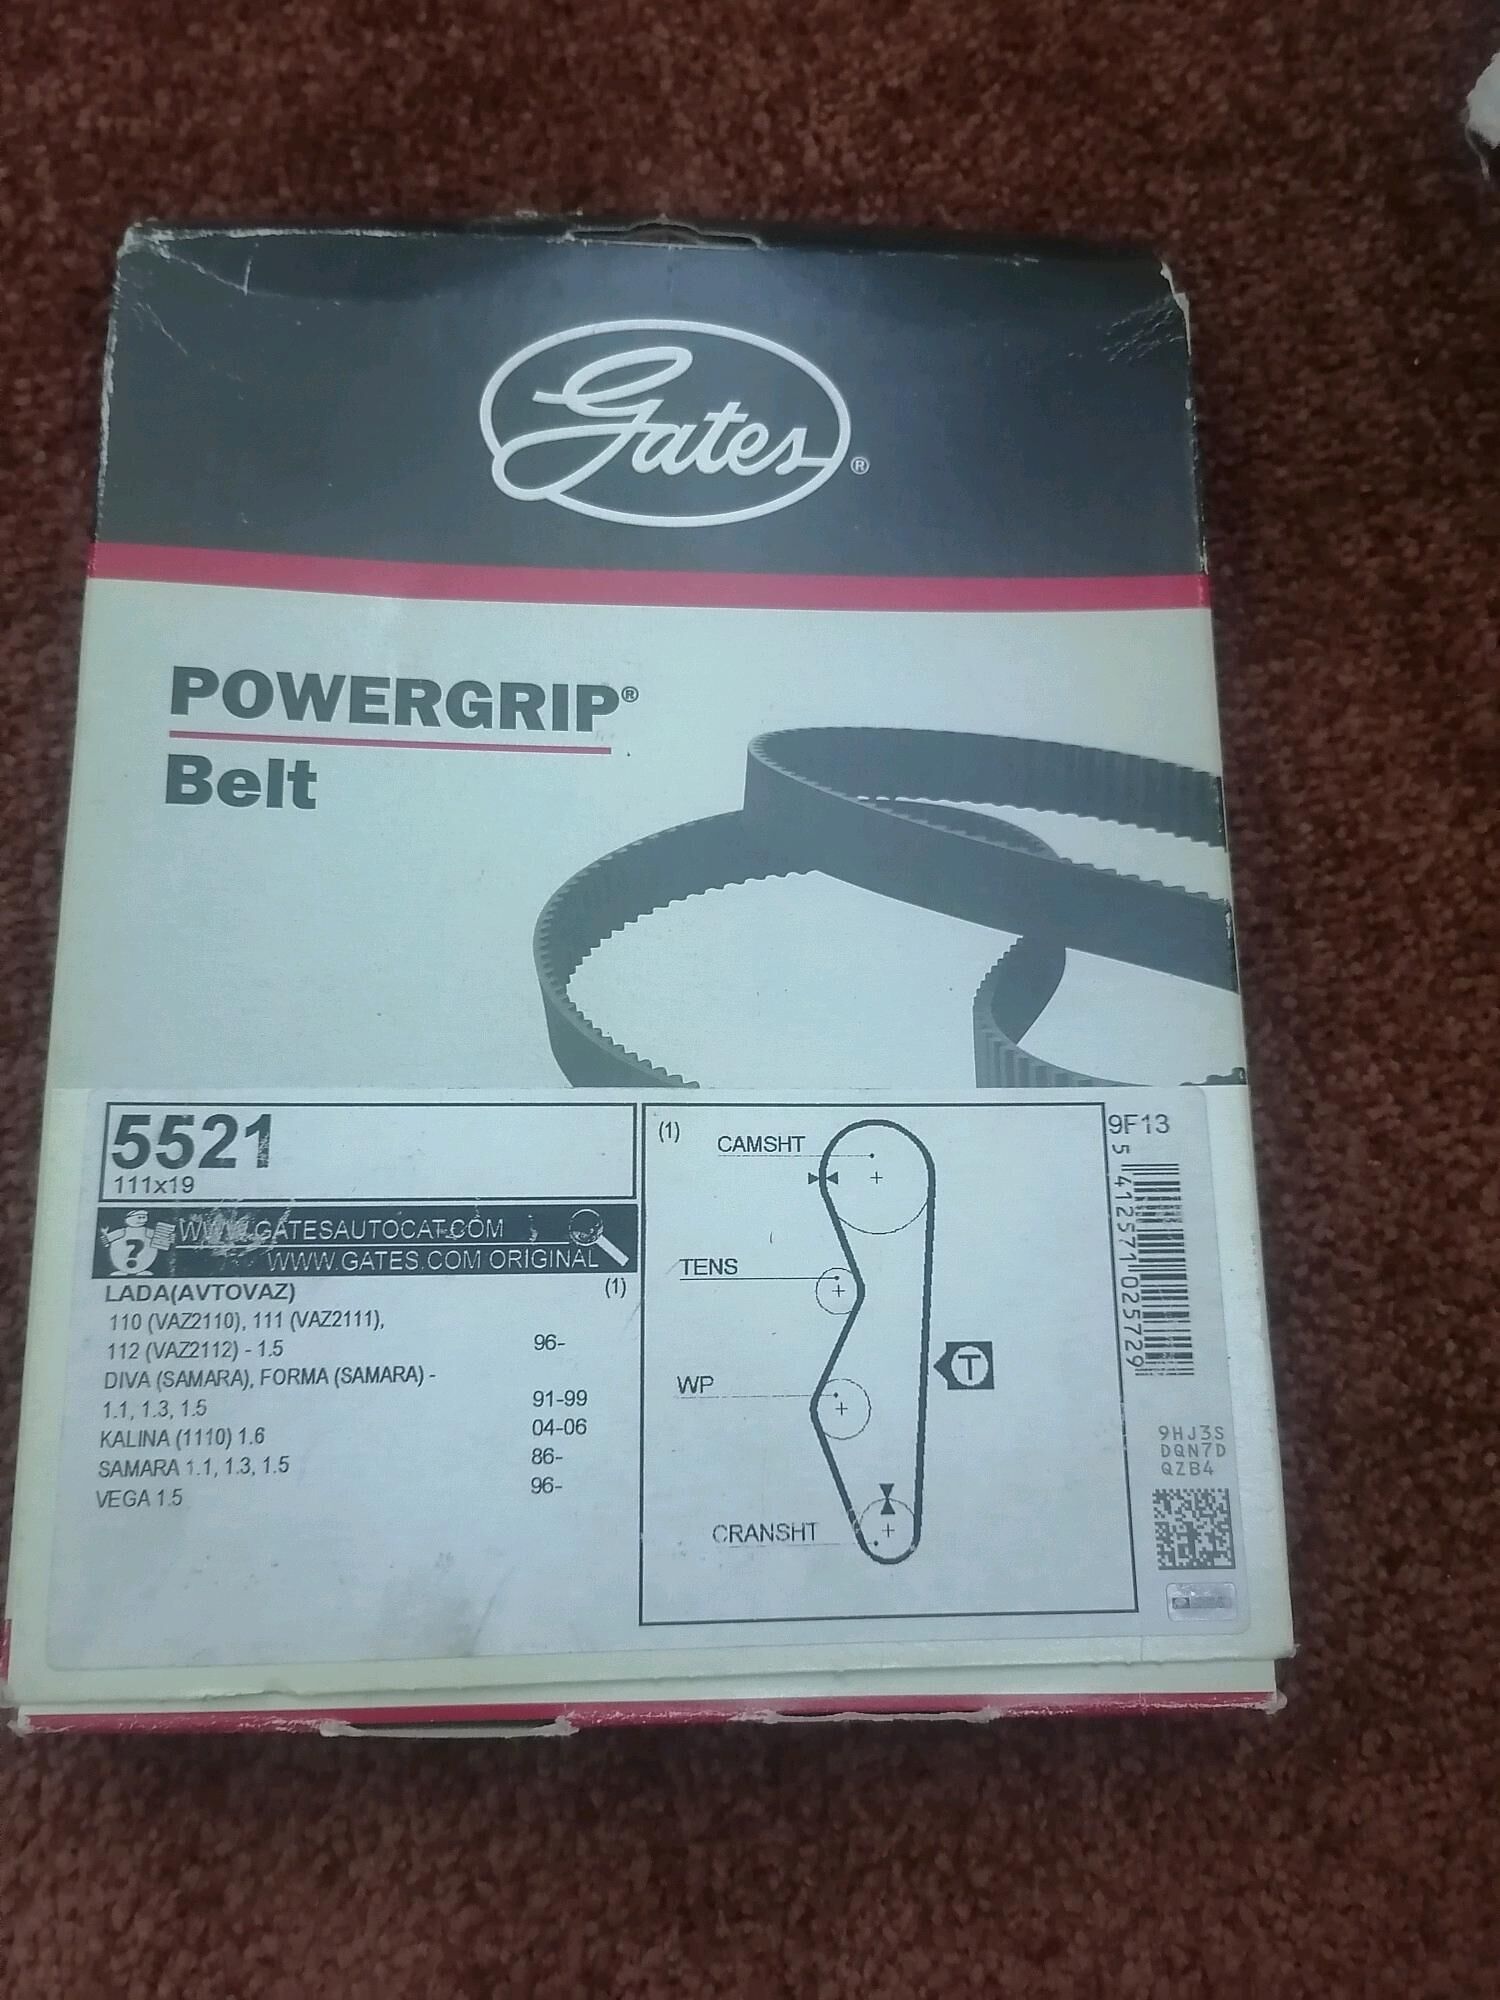 Gates®
POWERGRIP®
Belt
5521
111x19
WWW.GATESAUTOCAT.COM
WWW.GATES.COM ORIGINAL
?
LADA(AVTOVAZ) (1)
110 (VAZ2110), 111 (VAZ2111),
112 (VAZ2112) - 1.5 96-
DIVA (SAMARA), FORMA (SAMARA) -
1.1, 1.3, 1.5 91-99
KALINA (1110) 1.6 04-06
SAMARA 1.1, 1.3, 1.5 86-
VEGA 1.5 96-
(1)
CAMSHT
TENS
WP
T
CRANSHT
9F13
5 412571 025729
9HJ3S
DQN7D
QZB4